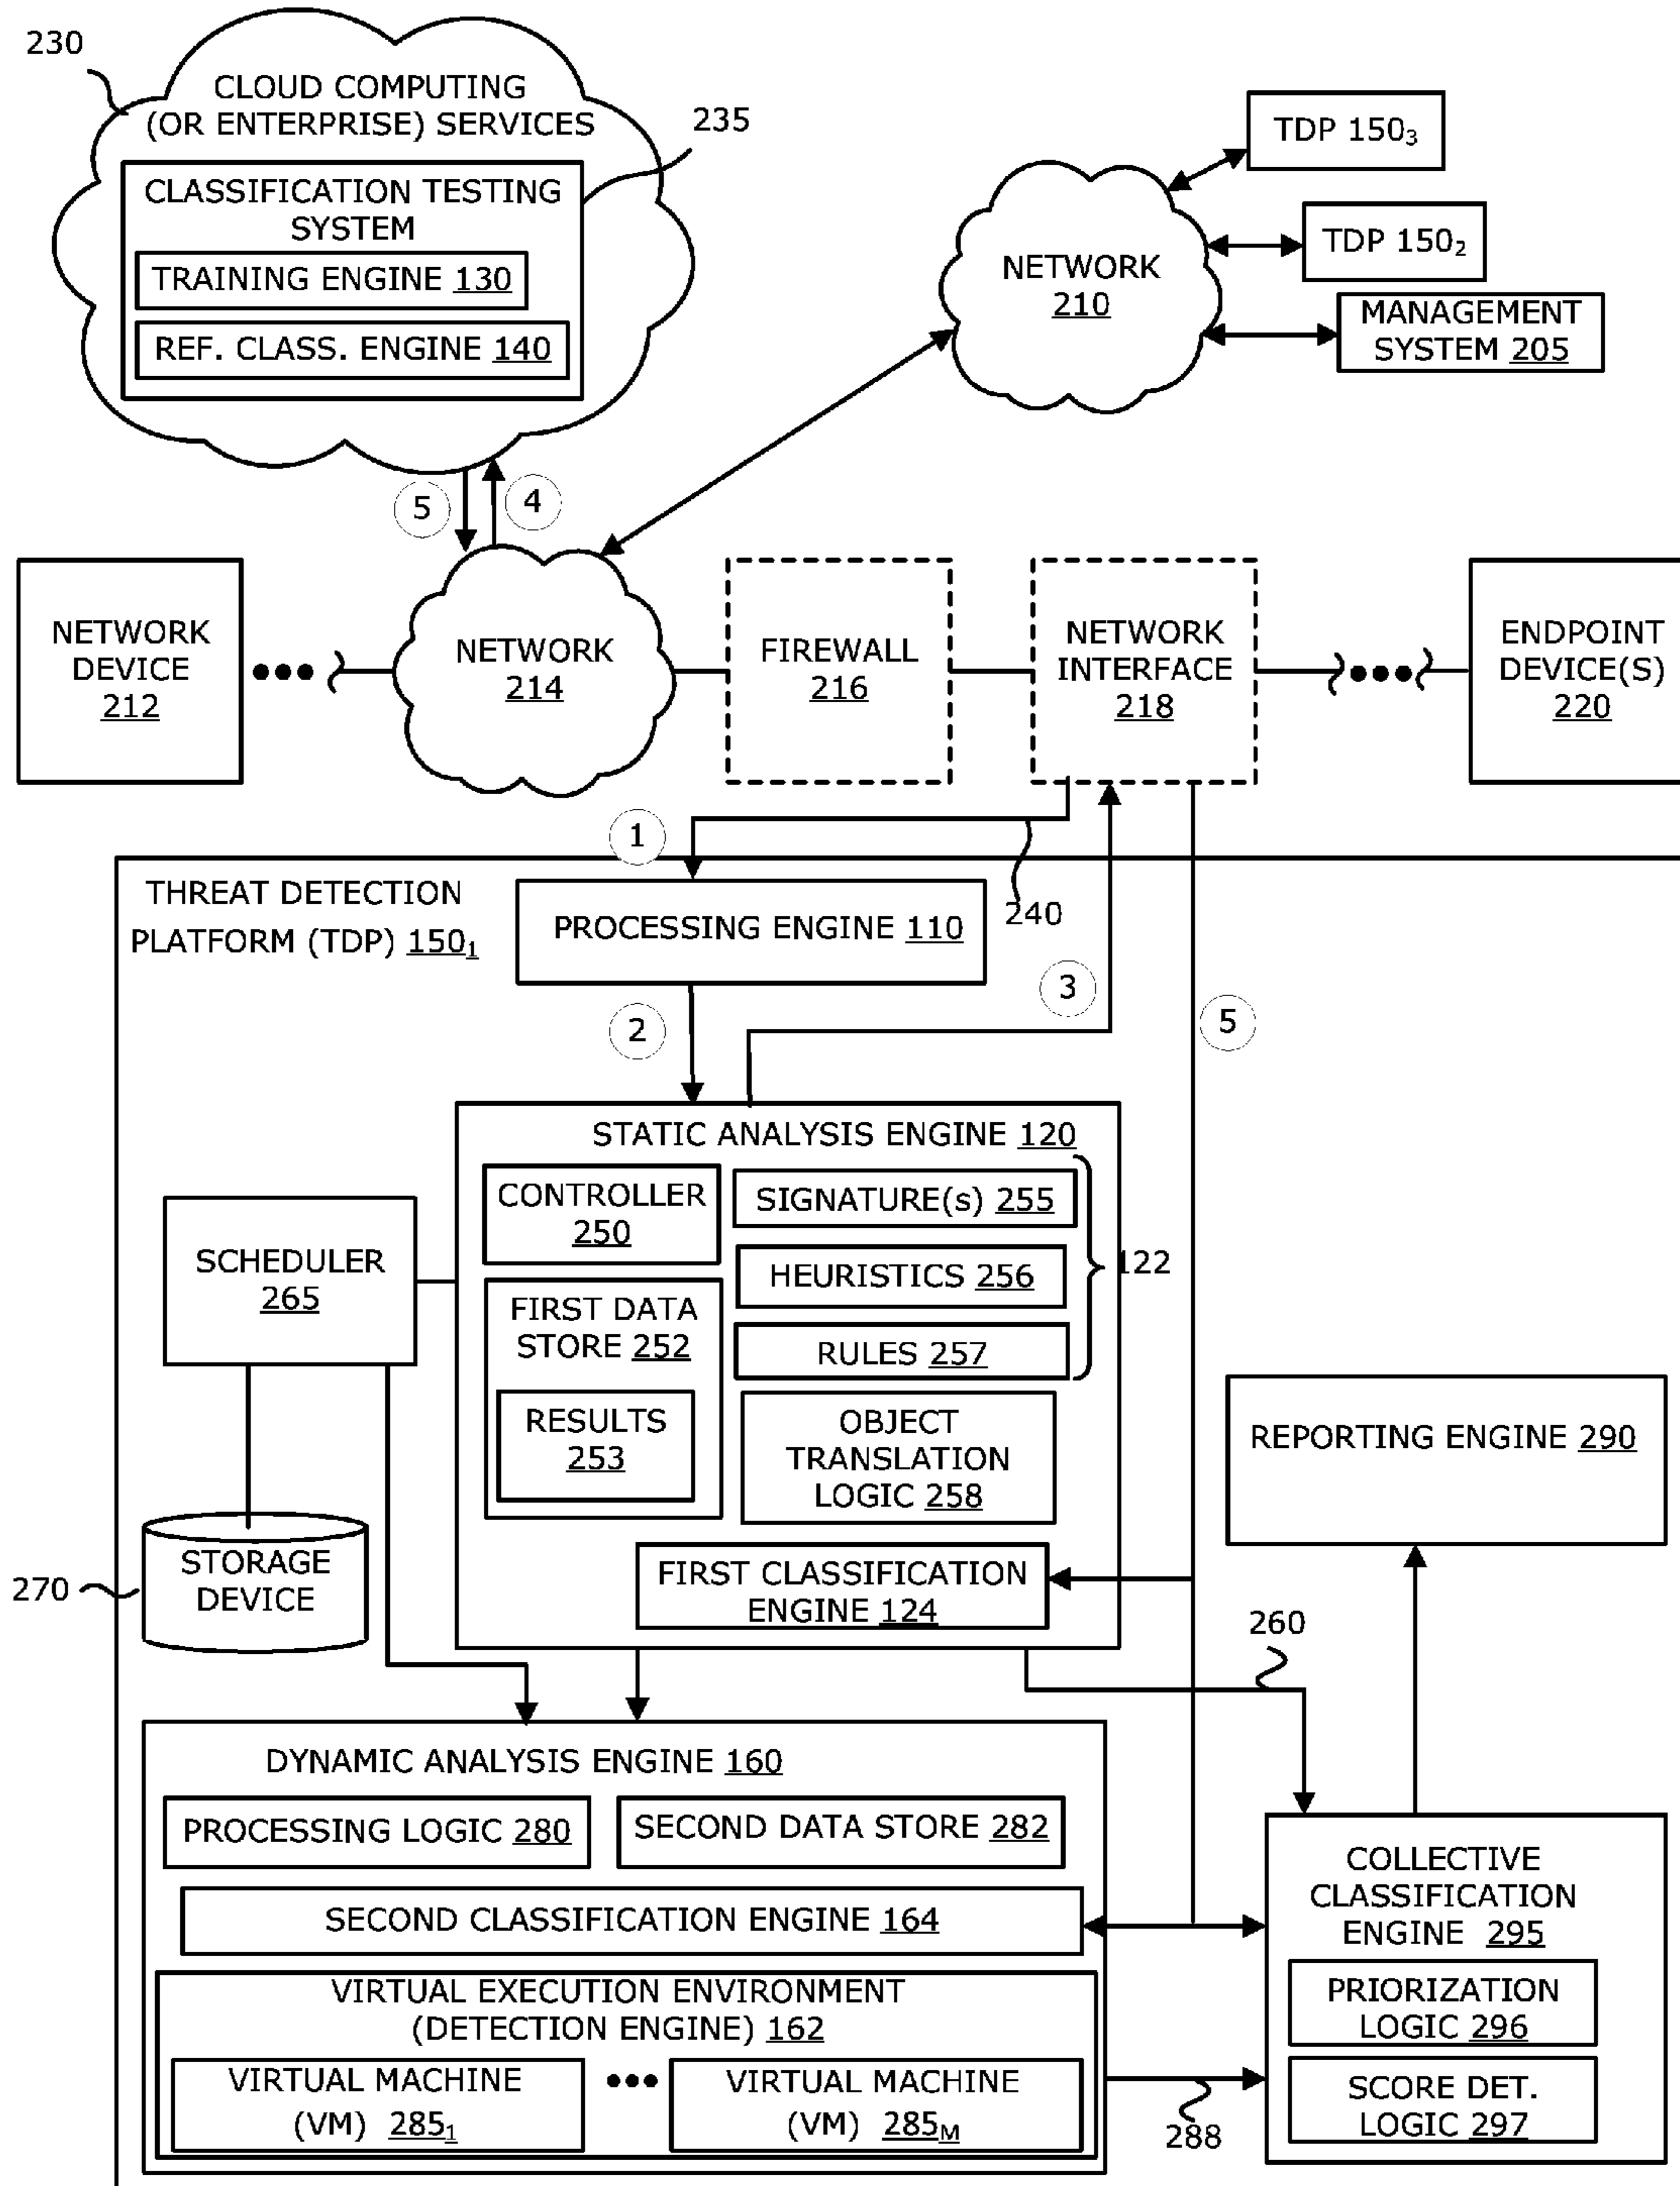 230
CLOUD COMPUTING
(OR ENTERPRISE) SERVICES
235
CLASSIFICATION TESTING
SYSTEM
TRAINING ENGINE 130
REF. CLASS. ENGINE 140
TDP 150₃
TDP 150₂
NETWORK
210
MANAGEMENT
SYSTEM 205
5
4
NETWORK
DEVICE
212
NETWORK
214
FIREWALL
216
NETWORK
INTERFACE
218
ENDPOINT
DEVICE(S)
220
1
240
THREAT DETECTION
PLATFORM (TDP) 150₁
PROCESSING ENGINE 110
2
3
5
STATIC ANALYSIS ENGINE 120
CONTROLLER
250
SIGNATURE(s) 255
HEURISTICS 256
RULES 257
122
FIRST DATA
STORE 252
RESULTS
253
OBJECT
TRANSLATION
LOGIC 258
FIRST CLASSIFICATION
ENGINE 124
SCHEDULER
265
270
STORAGE
DEVICE
REPORTING ENGINE 290
260
DYNAMIC ANALYSIS ENGINE 160
PROCESSING LOGIC 280
SECOND DATA STORE 282
SECOND CLASSIFICATION ENGINE 164
VIRTUAL EXECUTION ENVIRONMENT
(DETECTION ENGINE) 162
VIRTUAL MACHINE
(VM) 285₁
VIRTUAL MACHINE
(VM) 285M
288
COLLECTIVE
CLASSIFICATION
ENGINE 295
PRIORIZATION
LOGIC 296
SCORE DET.
LOGIC 297